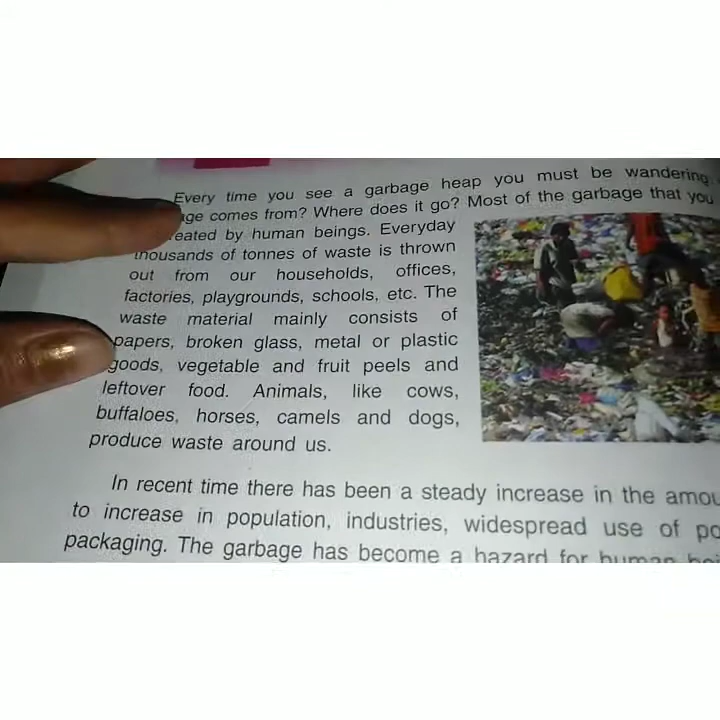 Every time you see a garbage heap you must be wandering
comes from? Where does it go? Most of the garbage that you
by human beings. Everyday
thousands of tonnes of waste is thrown
out from our households, offices,
factories, playgrounds, schools, etc. The
waste material mainly consists of
papers, broken glass, metal or plastic
goods, vegetable and fruit peels and
leftover food. Animals, like cows,
buffaloes, horses, camels and dogs,
produce waste around us.
In recent time there has been a steady increase in the
to increase in population, industries, widespread use of
packaging. The garbage has become a hazard for human